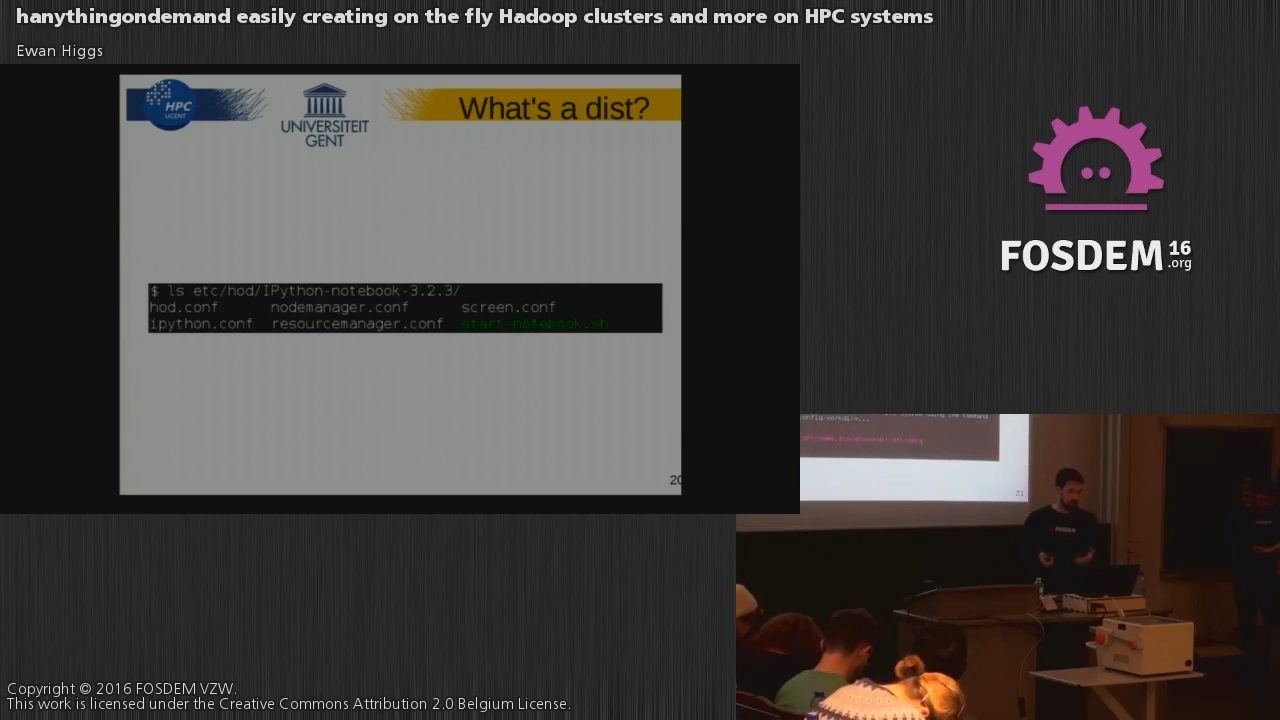 hanythingondemand easily creating on the fly Hadoop clusters and more on HPC systems
Ewan Higgs
HPC
UGENT
UNIVERSITEIT
GENT
What's a dist?
$ ls etc/hod/IPython-notebook-3.2.3/
hod.conf nodemanager.conf screen.conf
ipython.conf resourcemanager.conf start-notebook.sh
20
FOSDEM 16
.org
21
Copyright © 2016 FOSDEM VZW.
This work is licensed under the Creative Commons Attribution 2.0 Belgium License.